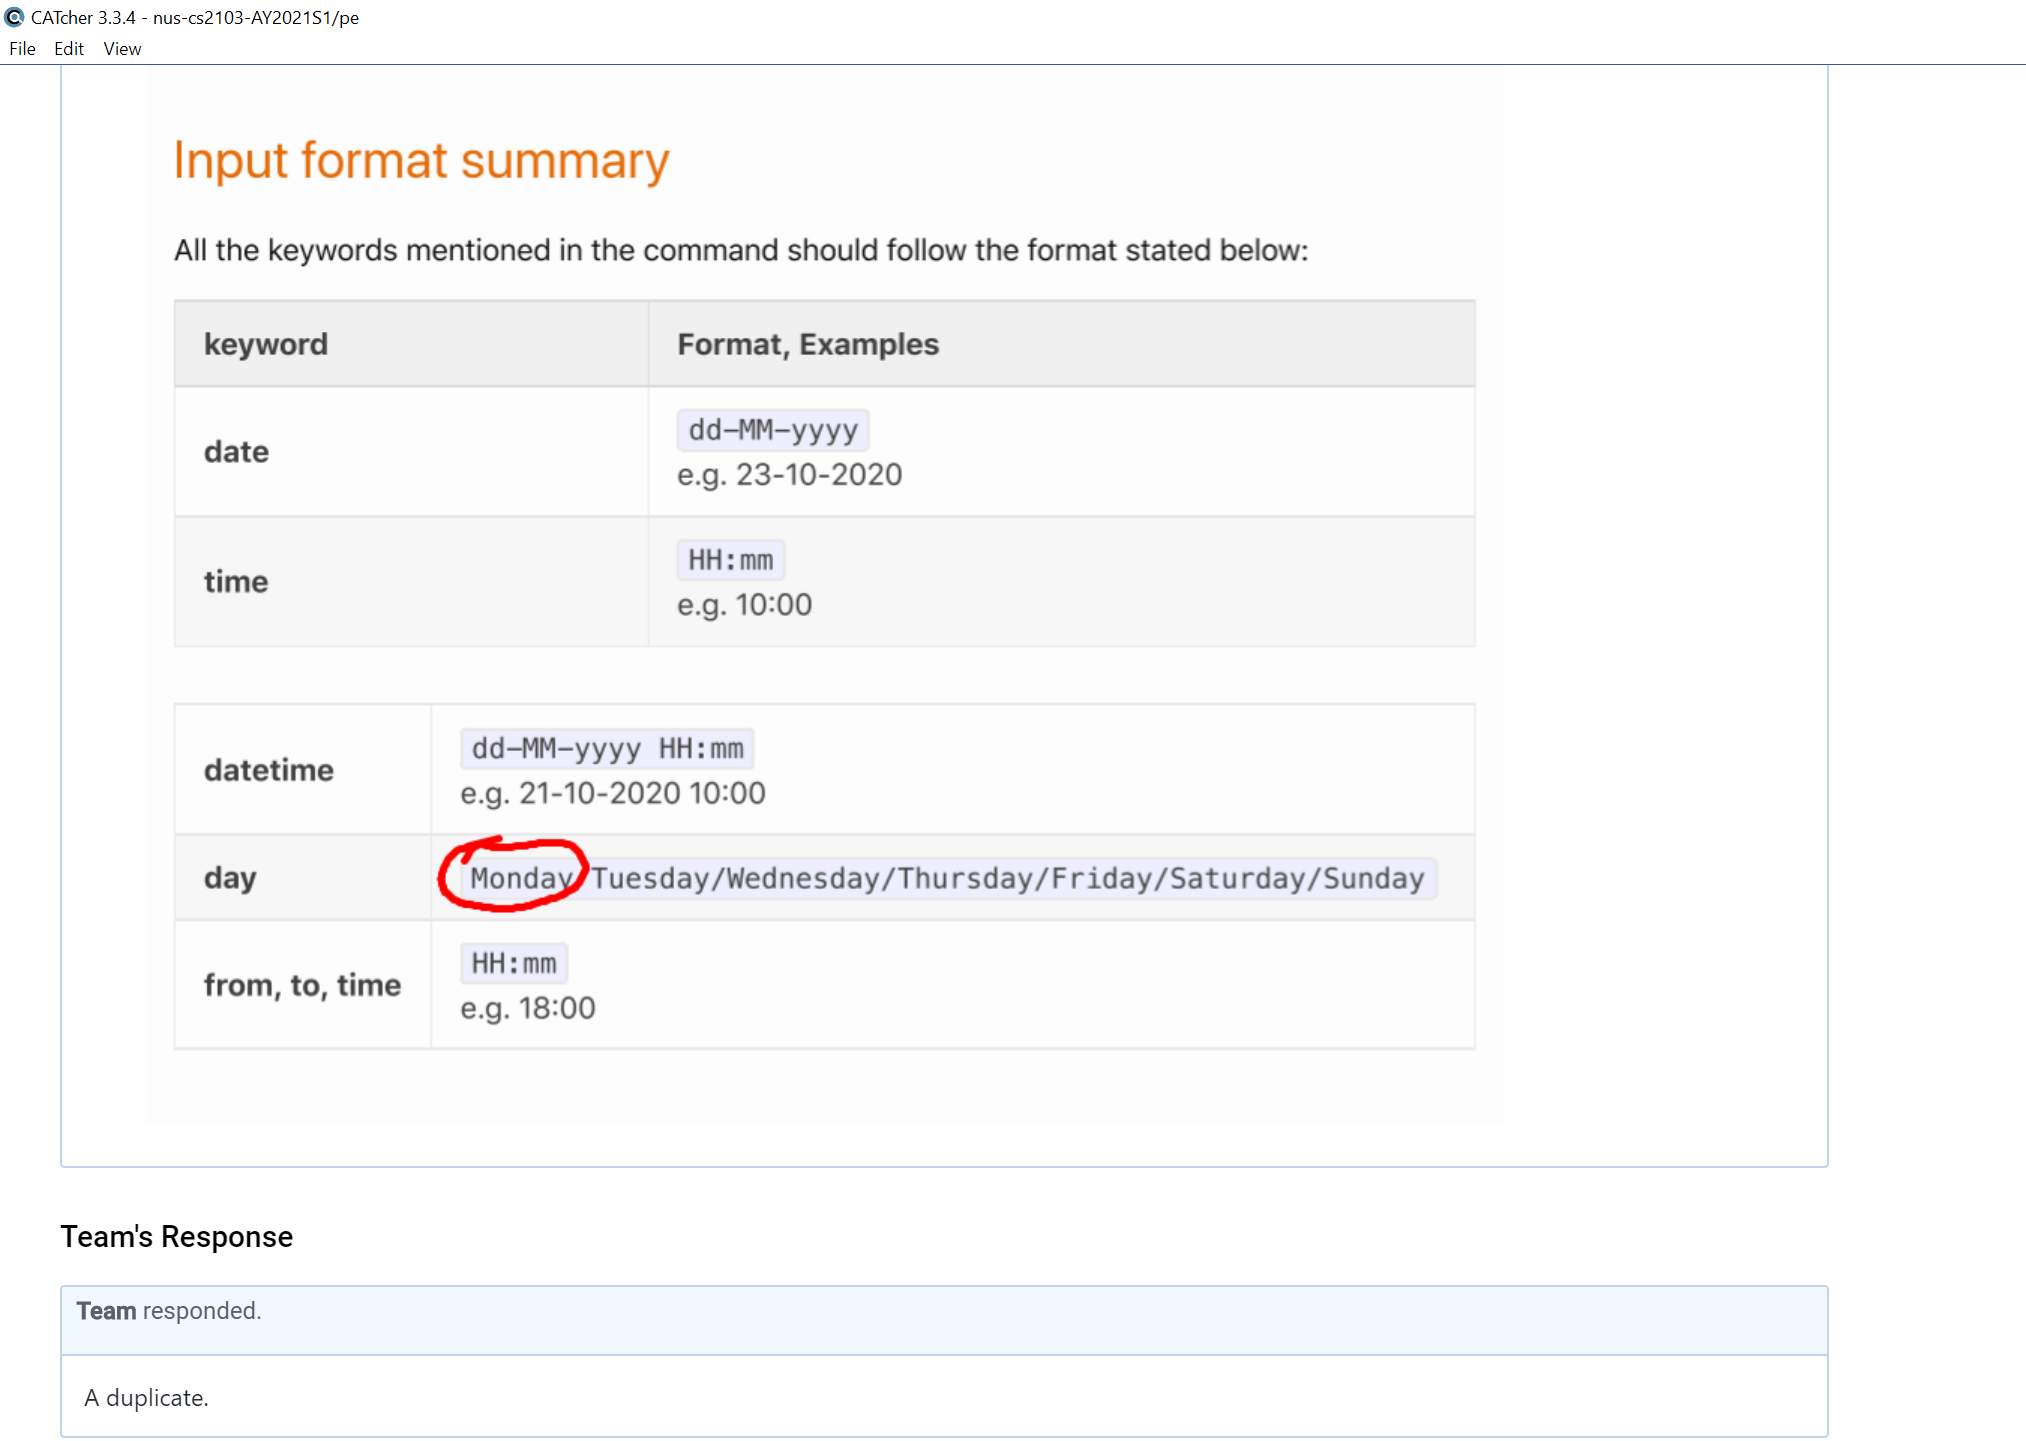 CATcher 3.3.4 - nus-cs2103-AY2021S1/pe
File Edit View
Input format summary
All the keywords mentioned in the command should follow the format stated below:
keyword Format, Examples
date dd-MM-yyyy
e.g. 23-10-2020
time HH:mm
e.g. 10:00
datetime dd-MM-yyyy HH:mm
e.g. 21-10-2020 10:00
day Monday/Tuesday/Wednesday/Thursday/Friday/Saturday/Sunday
from, to, time HH:mm
e.g. 18:00
Team's Response
Team responded.
A duplicate.